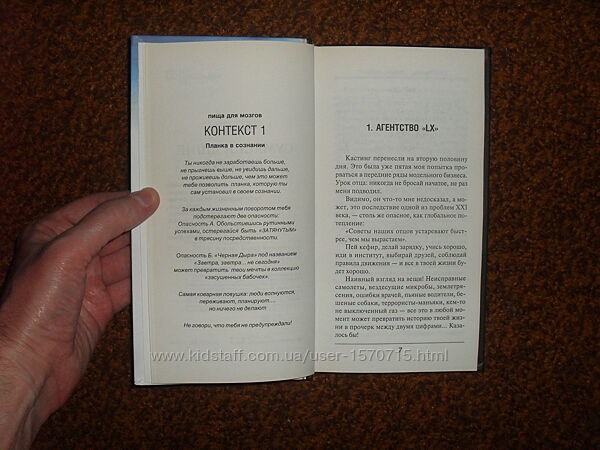 пища для мозгов
КОНТЕКСТ 1
Планка в сознании
Ты никогда не заработаешь больше,
не прыгнешь выше, не увидишь дальше,
не проживешь дольше, чем это может
тебе позволить планка, которую ты
сам установил в своем сознании.
За каждым жизненным поворотом тебя
подстерегают две опасности:
Опасность А. Обольстившись рутинными
успехами, остерегайся быть «ЗАТЯНУТЫМ»
в трясину посредственности.
Опасность Б. «Черная Дыра» под названием
«Завтра, завтра... не сегодня»
может превратить твои мечты в коллекцию
«засушенных бабочек».
Самая коварная ловушка: люди волнуются,
переживают, планируют....
но ничего не делают
Не говори, что тебя не предупреждали!
1. АГЕНТСТВО «LX»
Кастинг перенесли на вторую половину
дня. Это была уже пятая моя попытка про-
рваться в передние ряды модельного бизнеса.
Урок отца: никогда не бросай начатое, не раз
меня подводил.
Видимо, он что-то мне недосказал, а мо-
жет, это последствие одной из проблем XXI
века, — столь же опасное, как глобальное по-
тепление:
«Советы наших отцов устаревают быст-
рее, чем мы вырастаем».
Пей кефир, делай зарядку, учись хорошо,
иди в институт, выбирай друзей, соблюдай
правила движения — и все в твоей жизни бу-
дет хорошо.
Наивный взгляд на вещи! Неисправные
самолеты, вездесущие микробы, землетря-
сения, ошибки врачей, пьяные водители, бе-
шеные собаки, террористы-маньяки, кем-то
не выключенный газ — все это в любой мо-
мент может превратить историю твоей жиз-
ни в прочерк между двумя цифрами... Каза-
лось бы!
7
www.kidstaff.com.ua/user-1570715.html